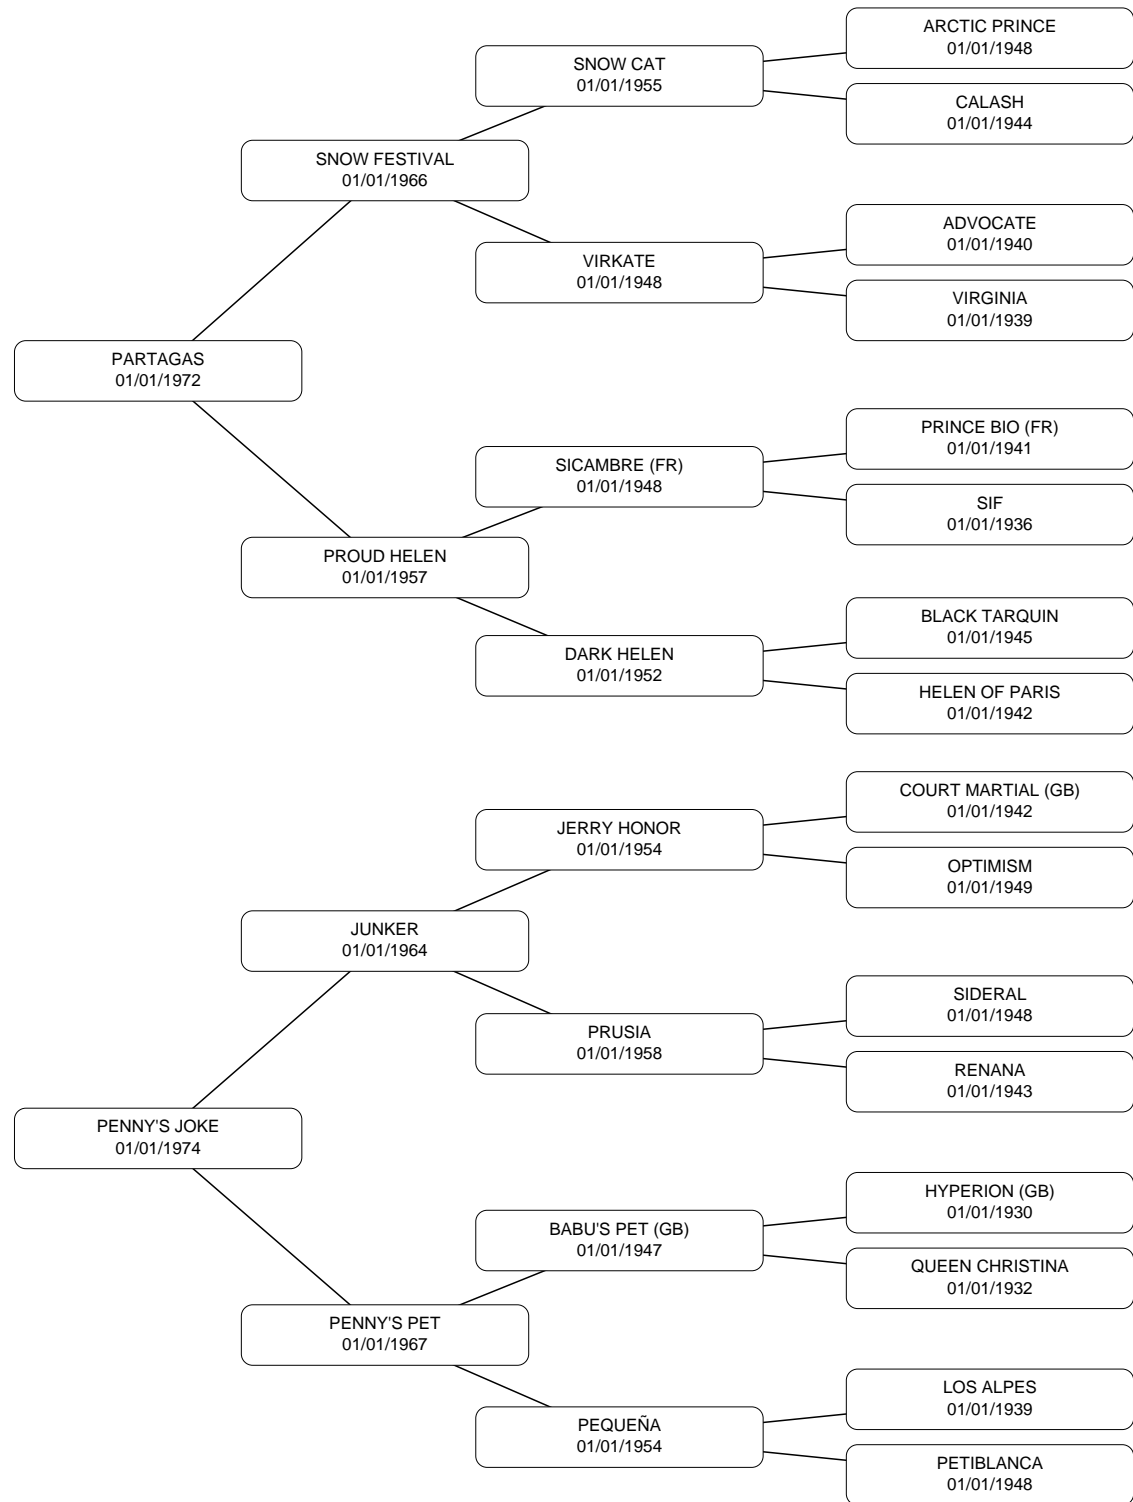 ARCTIC PRINCE
01/01/1948
SNOW CAT
01/01/1955
CALASH
01/01/1944
SNOW FESTIVAL
01/01/1966
ADVOCATE
01/01/1940
VIRKATE
01/01/1948
VIRGINIA
01/01/1939
PARTAGAS
01/01/1972
PRINCE BIO (FR)
01/01/1941
SICAMBRE (FR)
01/01/1948
SIF
01/01/1936
PROUD HELEN
01/01/1957
BLACK TARQUIN
01/01/1945
DARK HELEN
01/01/1952
HELEN OF PARIS
01/01/1942
COURT MARTIAL (GB)
01/01/1942
JERRY HONOR
01/01/1954
OPTIMISM
01/01/1949
JUNKER
01/01/1964
SIDERAL
01/01/1948
PRUSIA
01/01/1958
RENANA
01/01/1943
PENNY'S JOKE
01/01/1974
HYPERION (GB)
01/01/1930
BABU'S PET (GB)
01/01/1947
QUEEN CHRISTINA
01/01/1932
PENNY'S PET
01/01/1967
LOS ALPES
01/01/1939
PEQUEÑA
01/01/1954
PETIBLANCA
01/01/1948